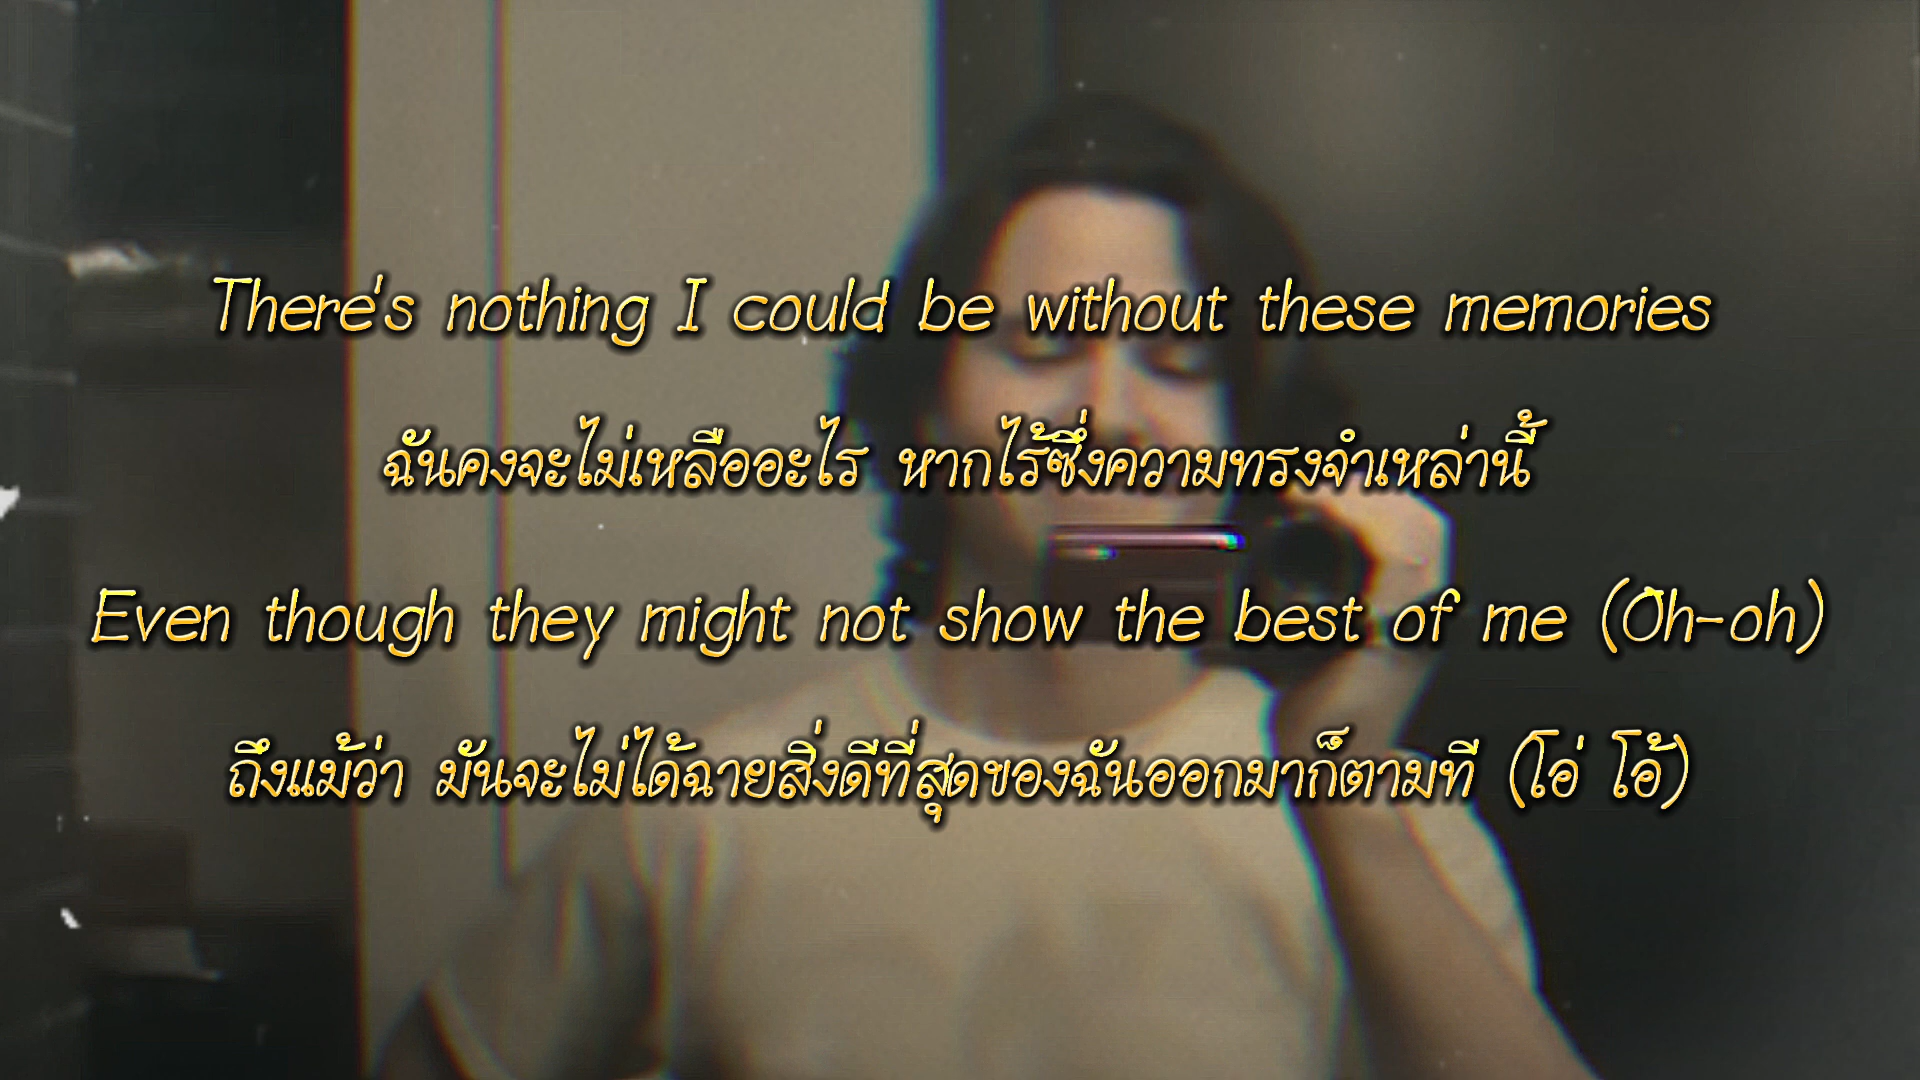 There's nothing I could be without these memories
ฉันคงจะไม่เหลืออะไร หากไร้ซึ่งความทรงจำเหล่านี้
Even though they might not show the best of me (Oh-oh)
ถึงแม้ว่า มันจะไม่ได้ฉายสิ่งดีที่สุดของฉันออกมาก็ตามที (โอ่ โอ้)